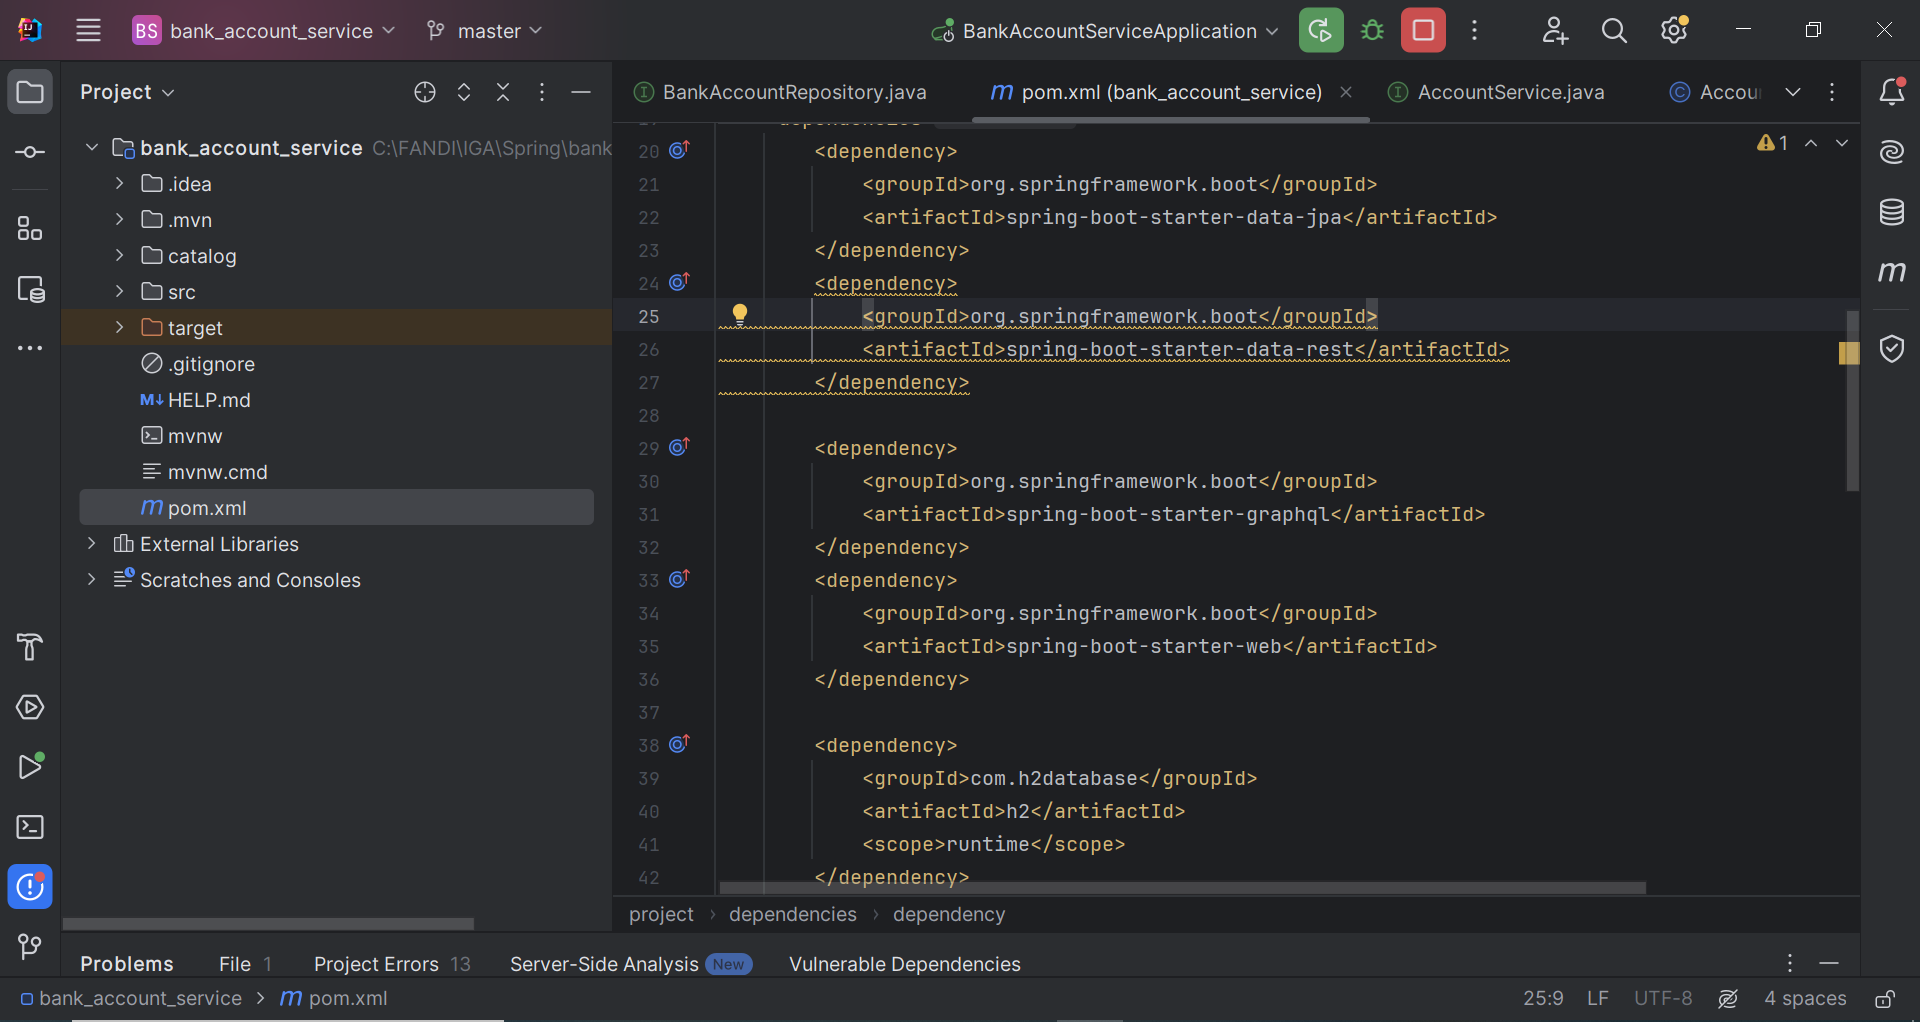 BS bank_account_service master BankAccountServiceApplication
Project
BankAccountRepository.java pom.xml (bank_account_service) AccountService.java Accou
bank_account_service C:\FANDI\IGA\Spring\bank
.idea
.mvn
catalog
src
target
.gitignore
M↓ HELP.md
mvnw
mvnw.cmd
m pom.xml
External Libraries
Scratches and Consoles
1
20 <dependency>
21 <groupId>org.springframework.boot</groupId>
22 <artifactId>spring-boot-starter-data-jpa</artifactId>
23 </dependency>
24 <dependency>
25 <groupId>org.springframework.boot</groupId>
26 <artifactId>spring-boot-starter-data-rest</artifactId>
27 </dependency>
28
29 <dependency>
30 <groupId>org.springframework.boot</groupId>
31 <artifactId>spring-boot-starter-graphql</artifactId>
32 </dependency>
33 <dependency>
34 <groupId>org.springframework.boot</groupId>
35 <artifactId>spring-boot-starter-web</artifactId>
36 </dependency>
37
38 <dependency>
39 <groupId>com.h2database</groupId>
40 <artifactId>h2</artifactId>
41 <scope>runtime</scope>
42 </dependency>
project › dependencies › dependency
Problems File 1 Project Errors 13 Server-Side Analysis New Vulnerable Dependencies
bank_account_service > m pom.xml 25:9 LF UTF-8 4 spaces